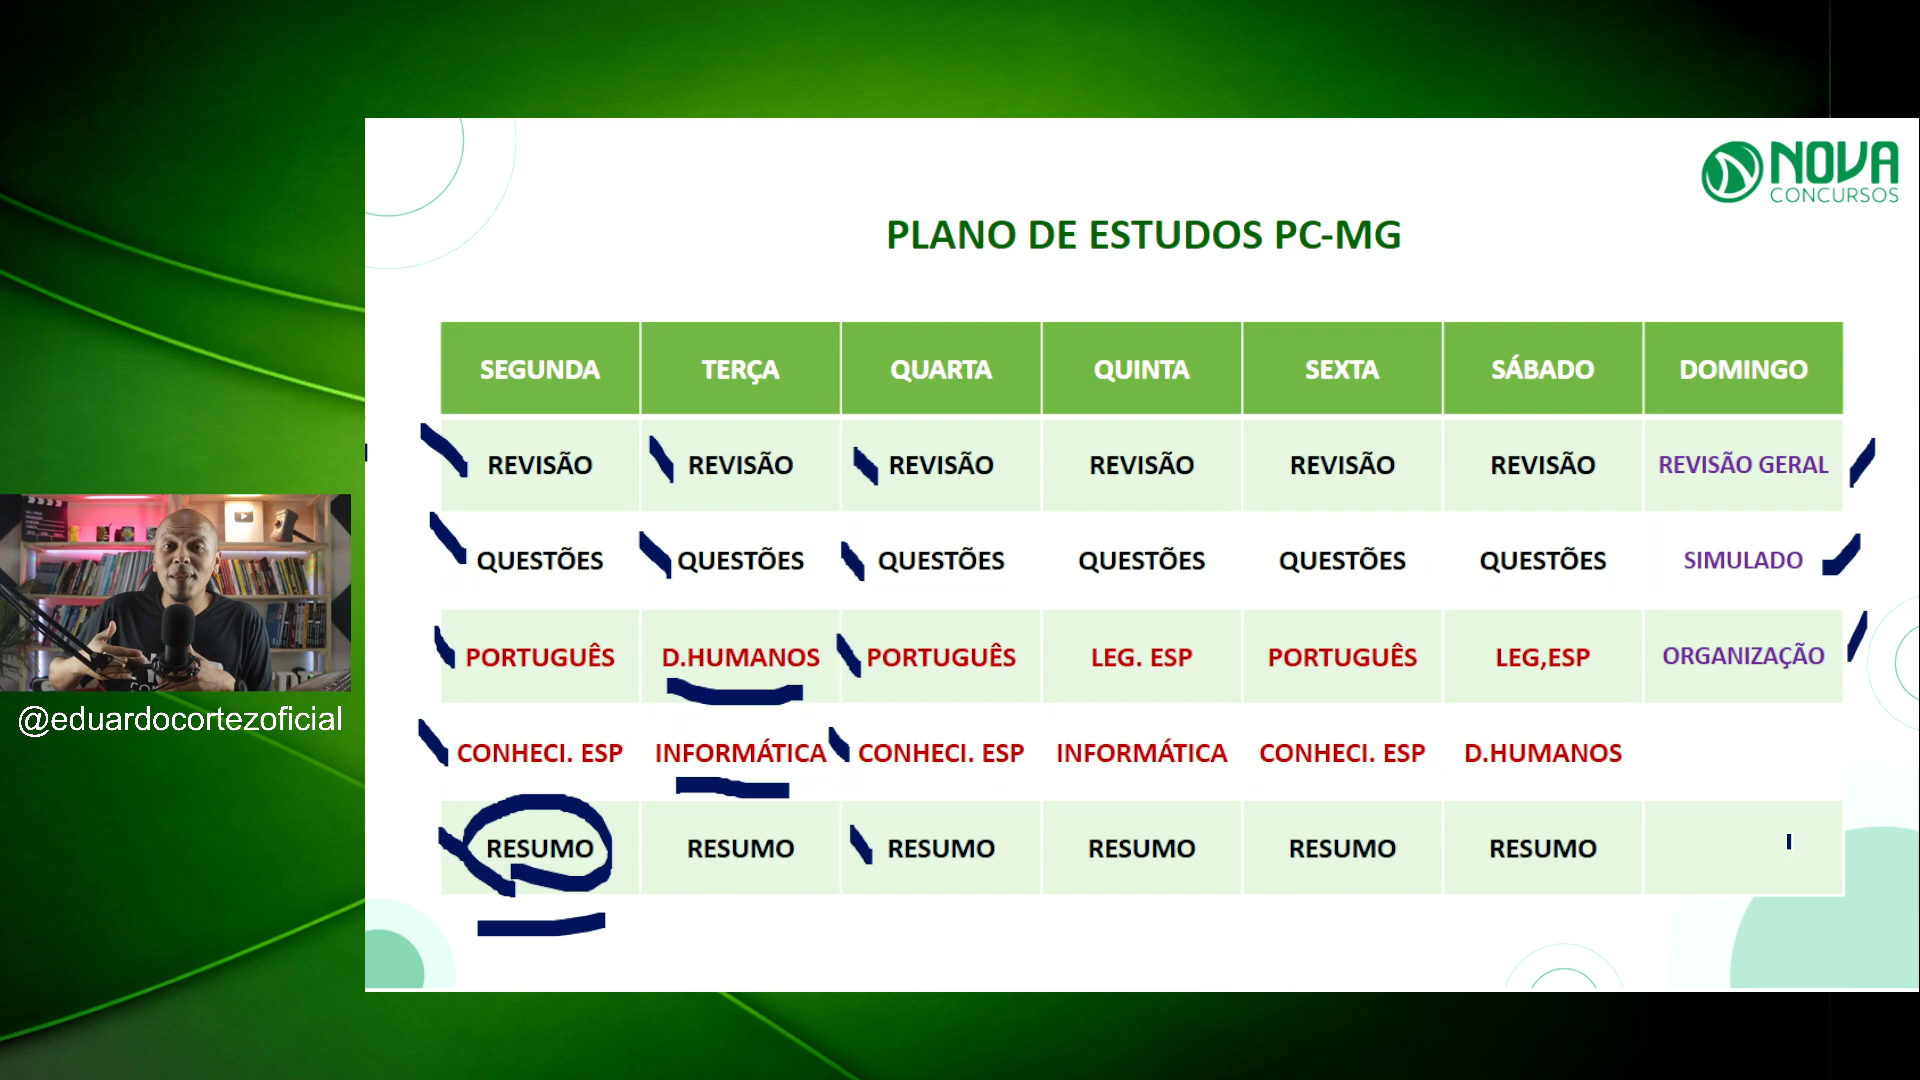 NOVA
CONCURSOS
PLANO DE ESTUDOS PC-MG
SEGUNDA TERÇA QUARTA QUINTA SEXTA SÁBADO DOMINGO
REVISÃO REVISÃO REVISÃO REVISÃO REVISÃO REVISÃO REVISÃO GERAL
QUESTÕES QUESTÕES QUESTÕES QUESTÕES QUESTÕES QUESTÕES SIMULADO
PORTUGUÊS D.HUMANOS PORTUGUÊS LEG. ESP PORTUGUÊS LEG,ESP ORGANIZAÇÃO
CONHECI. ESP INFORMÁTICA CONHECI. ESP INFORMÁTICA CONHECI. ESP D.HUMANOS
RESUMO RESUMO RESUMO RESUMO RESUMO RESUMO
@eduardocortezoficial